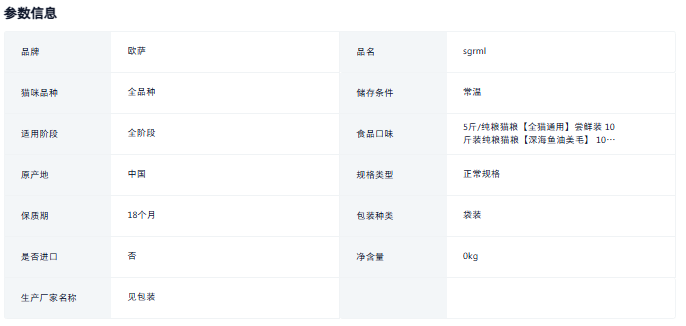 参数信息
品牌 欧萨 品名 sgrml
猫咪品种 全品种 储存条件 常温
适用阶段 全阶段 食品口味 5斤/纯粮猫粮【全猫通用】尝鲜装 10
斤装纯粮猫粮【深海鱼油美毛】 10…
原产地 中国 规格类型 正常规格
保质期 18个月 包装种类 袋装
是否进口 否 净含量 0kg
生产厂家名称 见包装